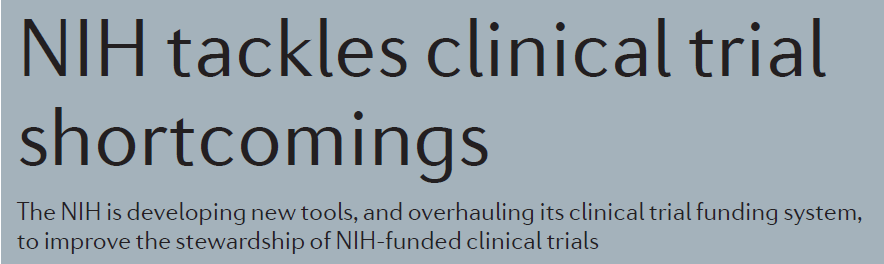 NIH tackles clinical trial
shortcomings
The NIH is developing new tools, and overhauling its clinical trial funding system,
to improve the stewardship of NIH-funded clinical trials